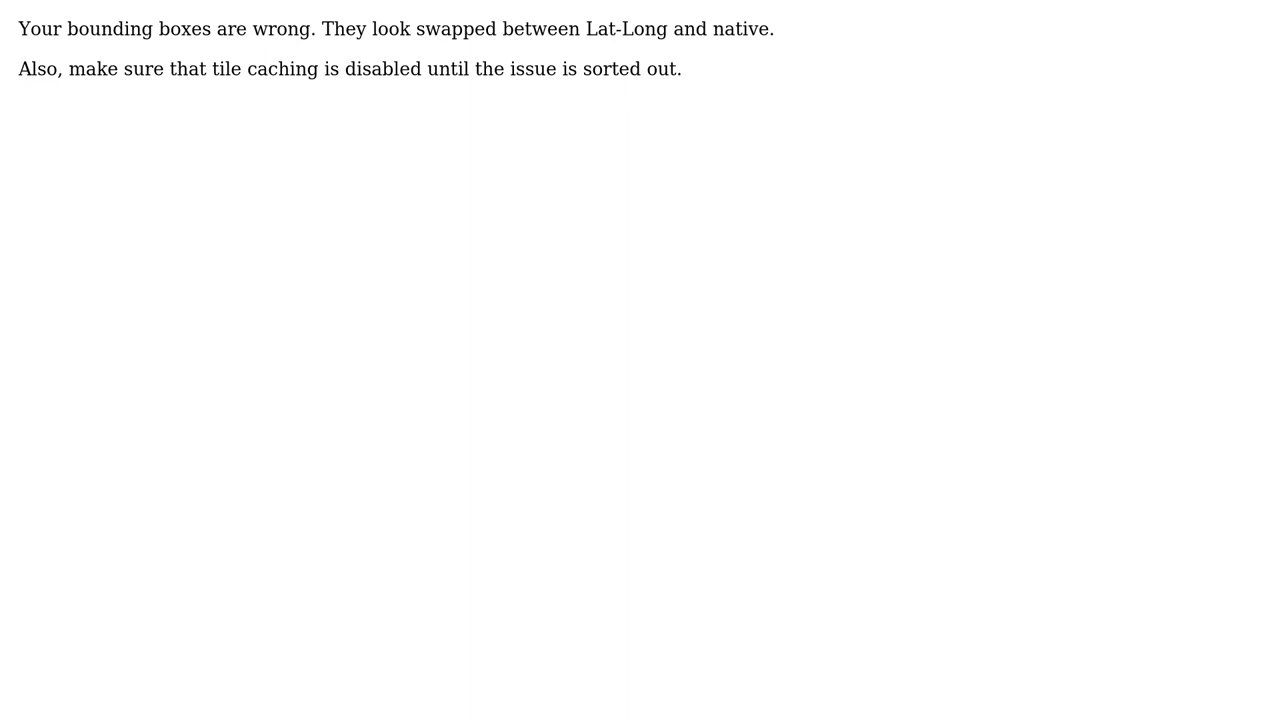 Your bounding boxes are wrong. They look swapped between Lat-Long and native.
Also, make sure that tile caching is disabled until the issue is sorted out.